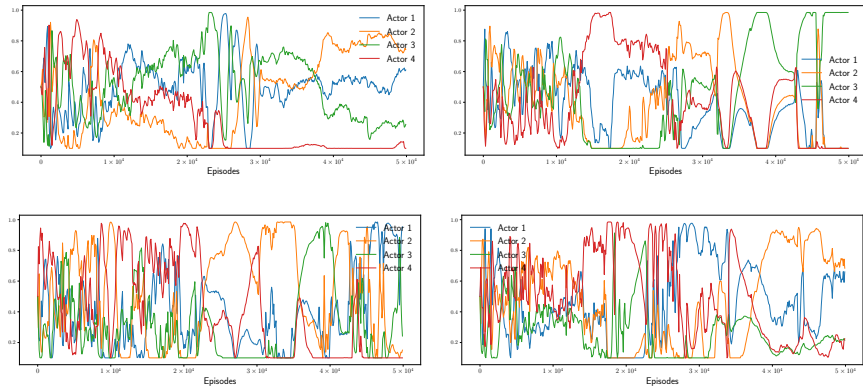 1.0
0.8
0.6
0.4
0.2
Actor 1
Actor 2
Actor 3
Actor 4
0
1 × 10⁴
2 × 10⁴
3 × 10⁴
4 × 10⁴
5 × 10⁴
Episodes
1.0
0.8
0.6
0.4
0.2
Actor 1
Actor 2
Actor 3
Actor 4
0
1 × 10⁴
2 × 10⁴
3 × 10⁴
4 × 10⁴
5 × 10⁴
Episodes
1.0
0.8
0.6
0.4
0.2
Actor 1
Actor 2
Actor 3
Actor 4
0
1 × 10⁴
2 × 10⁴
3 × 10⁴
4 × 10⁴
5 × 10⁴
Episodes
1.0
0.8
0.6
0.4
0.2
Actor 1
Actor 2
Actor 3
Actor 4
0
1 × 10⁴
2 × 10⁴
3 × 10⁴
4 × 10⁴
5 × 10⁴
Episodes